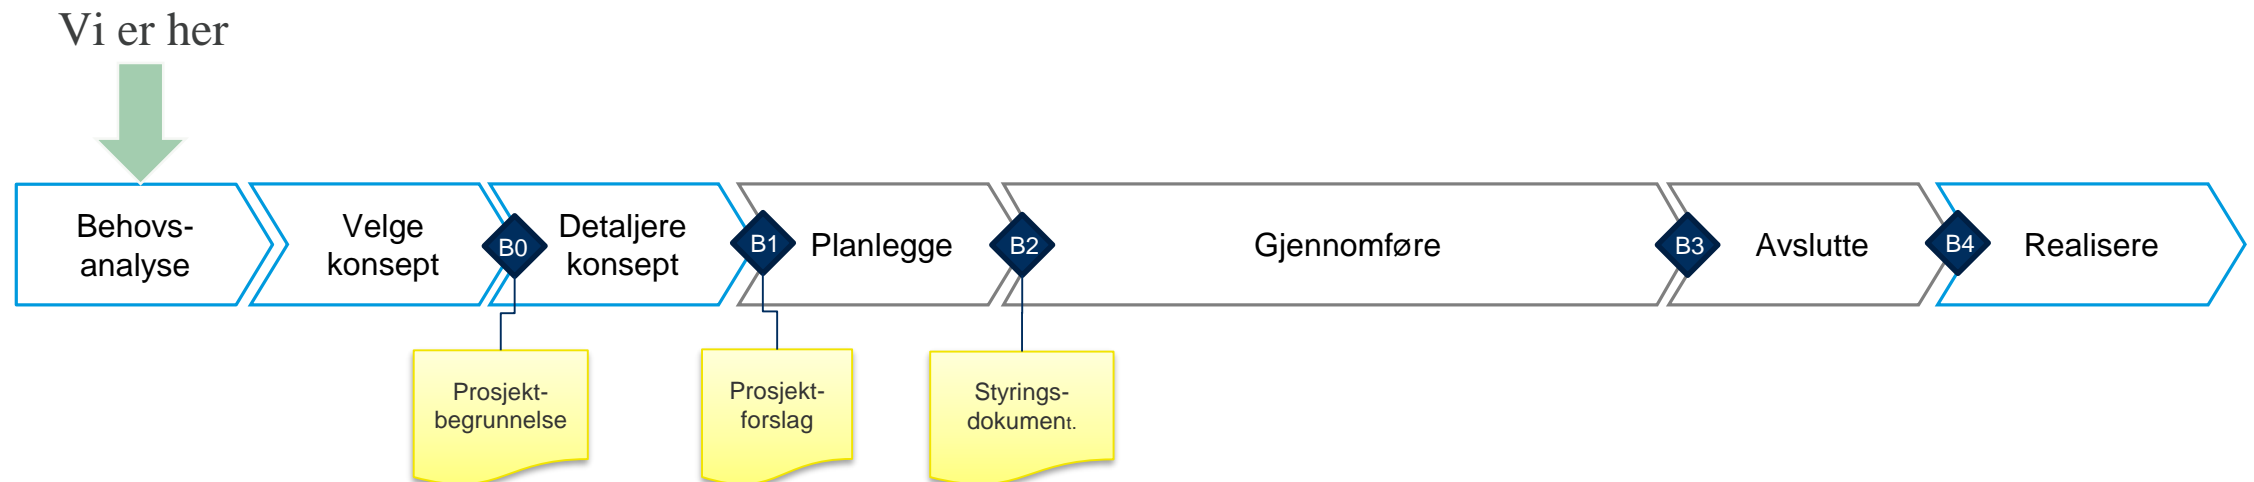 Vi er her
Behovs-
analyse
Velge
konsept
B0
Detaljere
konsept
B1
Planlegge
B2
Gjennomføre
B3
Avslutte
B4
Realisere
Prosjekt-
begrunnelse
Prosjekt-
forslag
Styrings-
dokument.